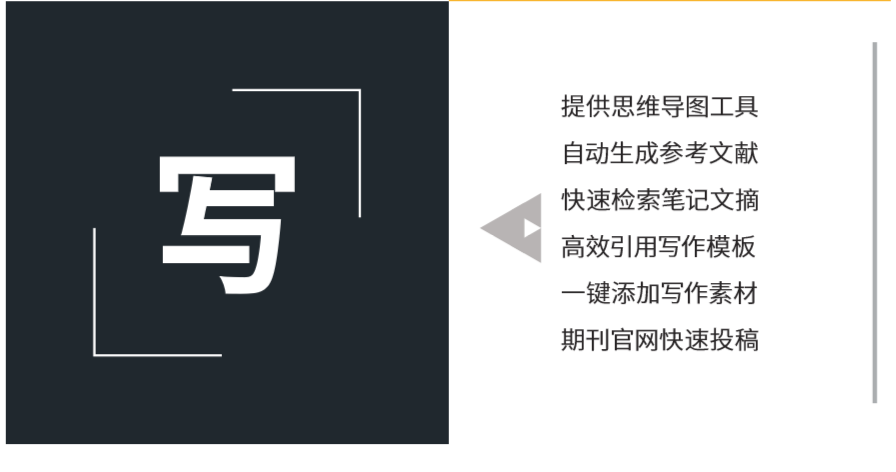 写
提供思维导图工具
自动生成参考文献
快速检索笔记文摘
高效引用写作模板
一键添加写作素材
期刊官网快速投稿